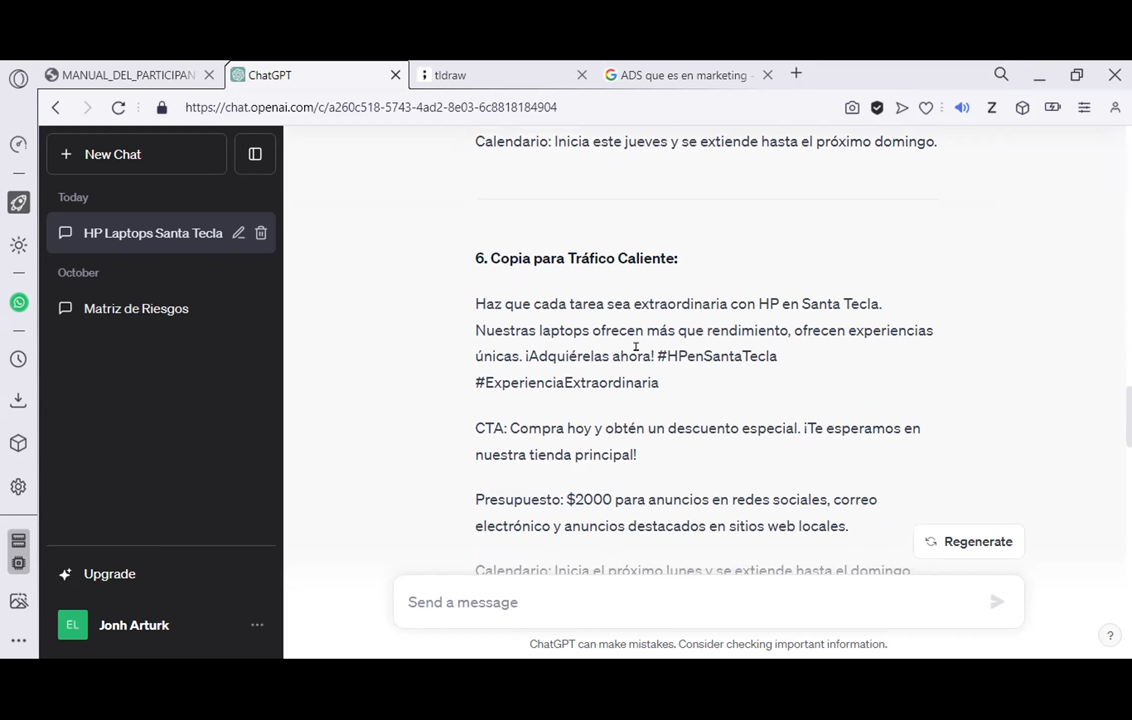 MANUAL_DEL_PARTICIPAN
ChatGPT
tldraw
ADS que es en marketing -
https://chat.openai.com/c/a260c518-5743-4ad2-8e03-6c8818184904
New Chat
Today
HP Laptops Santa Tecla
October
Matriz de Riesgos
Upgrade
EL
Jonh Arturk
Calendario: Inicia este jueves y se extiende hasta el próximo domingo.
6. Copia para Tráfico Caliente:
Haz que cada tarea sea extraordinaria con HP en Santa Tecla.
Nuestras laptops ofrecen más que rendimiento, ofrecen experiencias
únicas. ¡Adquiérelas ahora! #HPenSantaTecla
#ExperienciaExtraordinaria
CTA: Compra hoy y obtén un descuento especial. ¡Te esperamos en
nuestra tienda principal!
Presupuesto: $2000 para anuncios en redes sociales, correo
electrónico y anuncios destacados en sitios web locales.
Regenerate
Calendario: Inicia el próximo lunes y se extiende hasta el domingo
Send a message
ChatGPT can make mistakes. Consider checking important information.
?